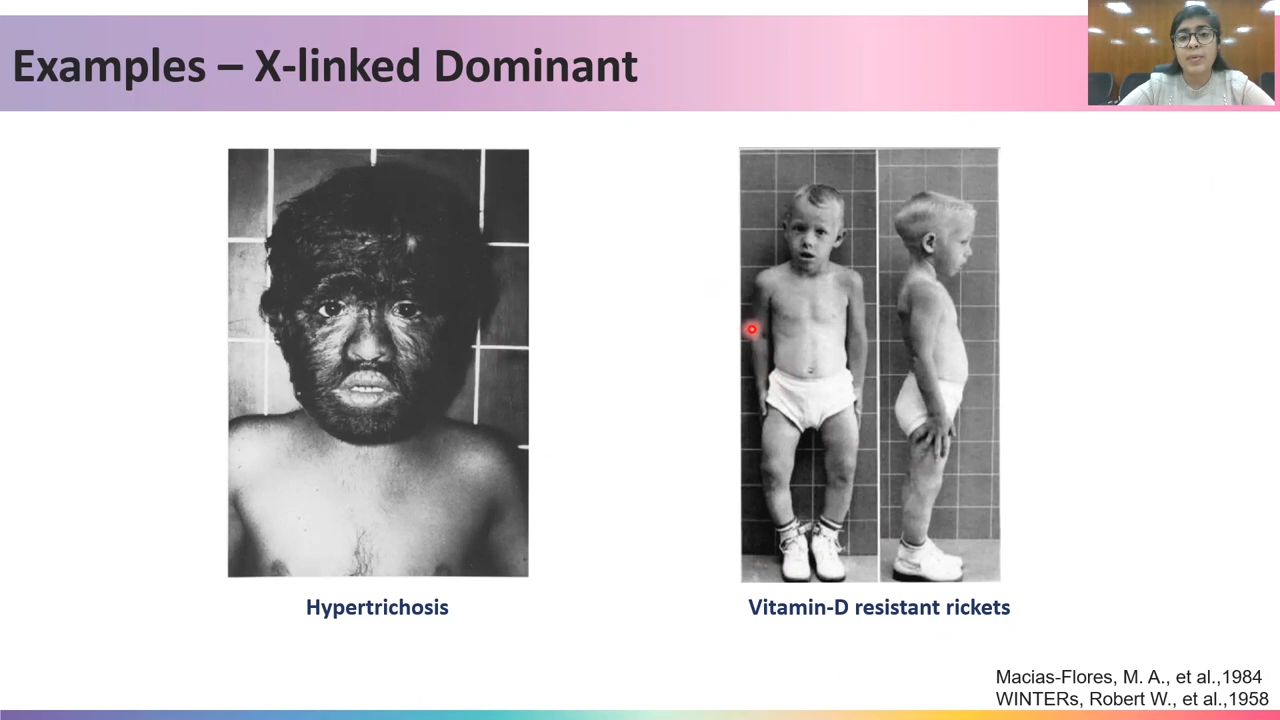 Examples – X-linked Dominant
Hypertrichosis
Vitamin-D resistant rickets
Macias-Flores, M. A., et al.,1984
WINTERs, Robert W., et al.,1958